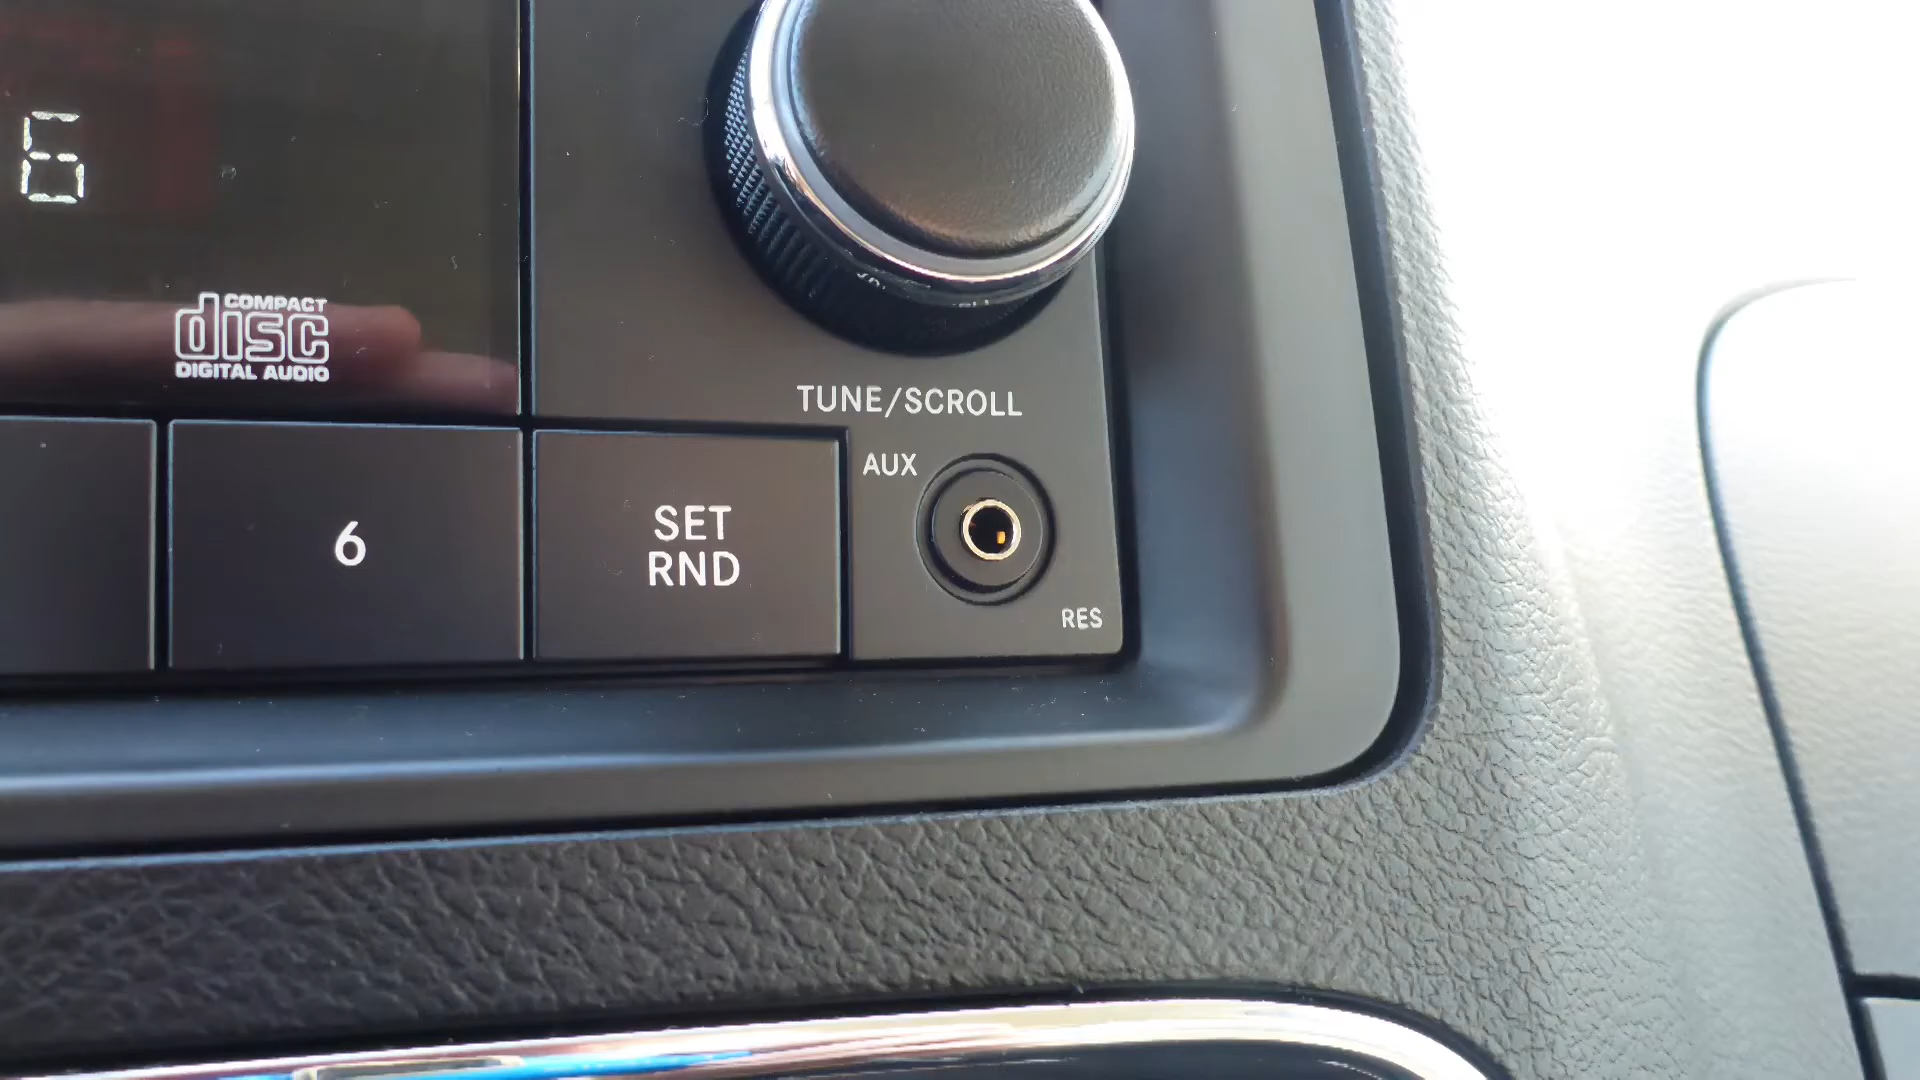 6
COMPACT
disc
DIGITAL AUDIO
TUNE/SCROLL
AUX
6
SET
RND
RES